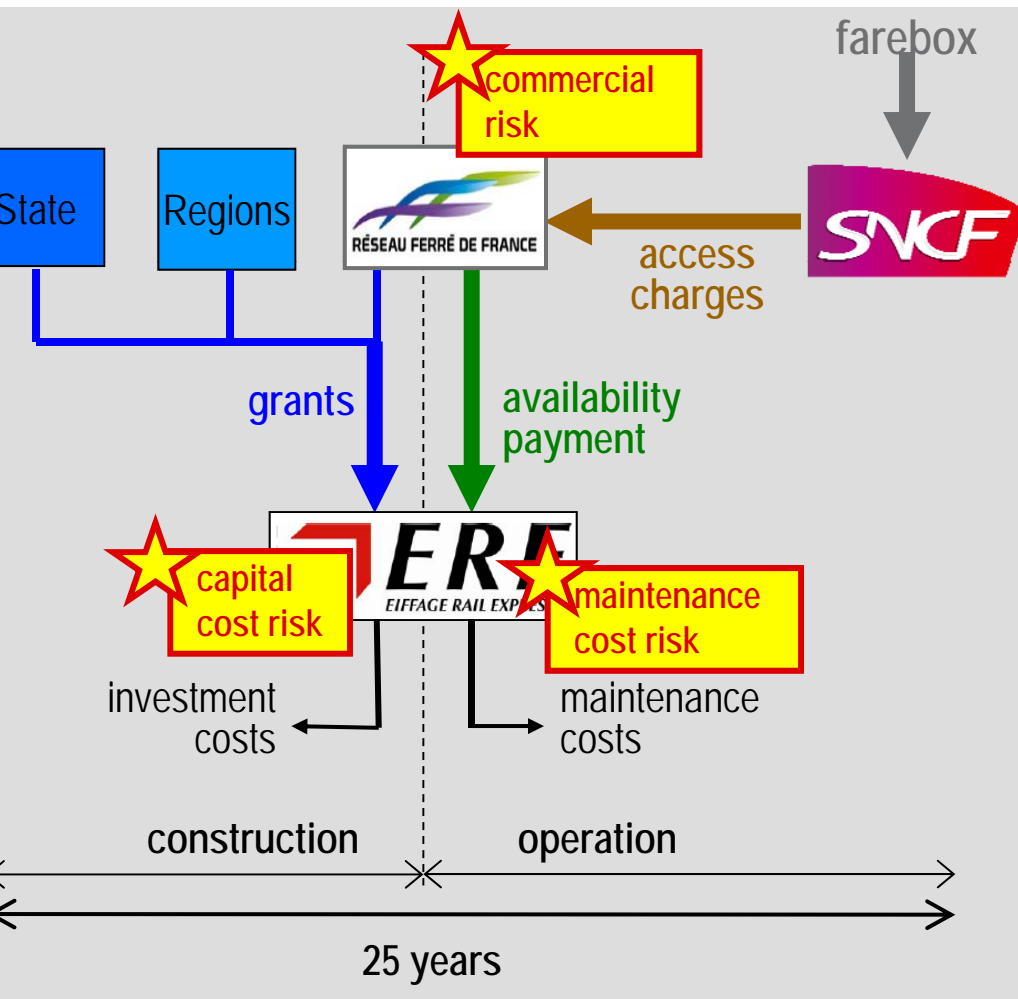 farebox
commercial
risk
State
Regions
RÉSEAU FERRÉ DE FRANCE
SNCF
access
charges
grants
availability
payment
ERE
EIFFAGE RAIL EXPRESS
capital
cost risk
maintenance
cost risk
investment
costs
maintenance
costs
construction
operation
25 years